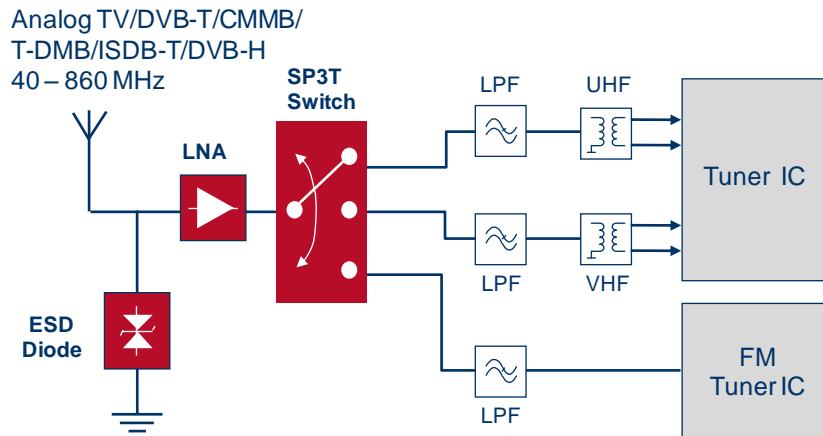 Analog TV/DVB-T/CMMB/
T-DMB/ISDB-T/DVB-H
40 – 860 MHz
SP3T
Switch
LPF
UHF
LNA
Tuner IC
LPF
VHF
ESD
Diode
FM
Tuner IC
LPF